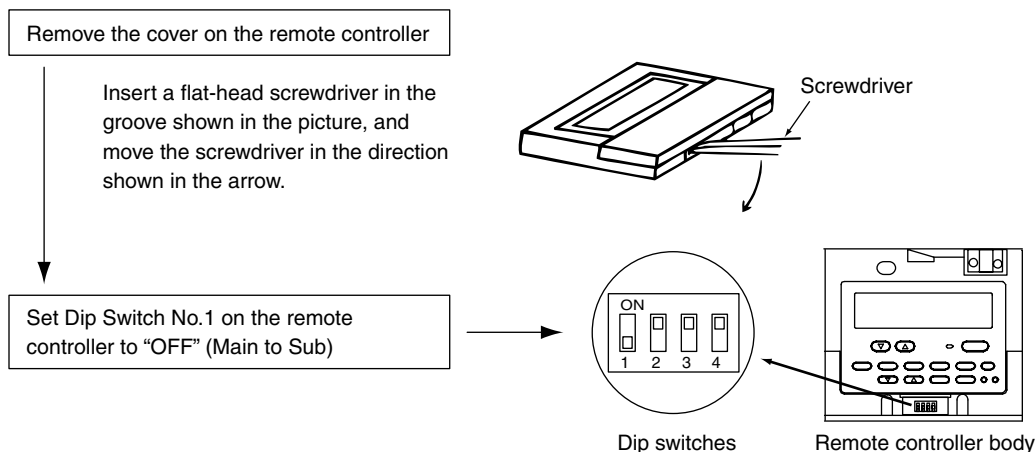 Remove the cover on the remote controller
Insert a flat-head screwdriver in the
groove shown in the picture, and
move the screwdriver in the direction
shown in the arrow.
Screwdriver
Set Dip Switch No.1 on the remote
controller to “OFF” (Main to Sub)
ON
1 2 3 4
Dip switches
Remote controller body